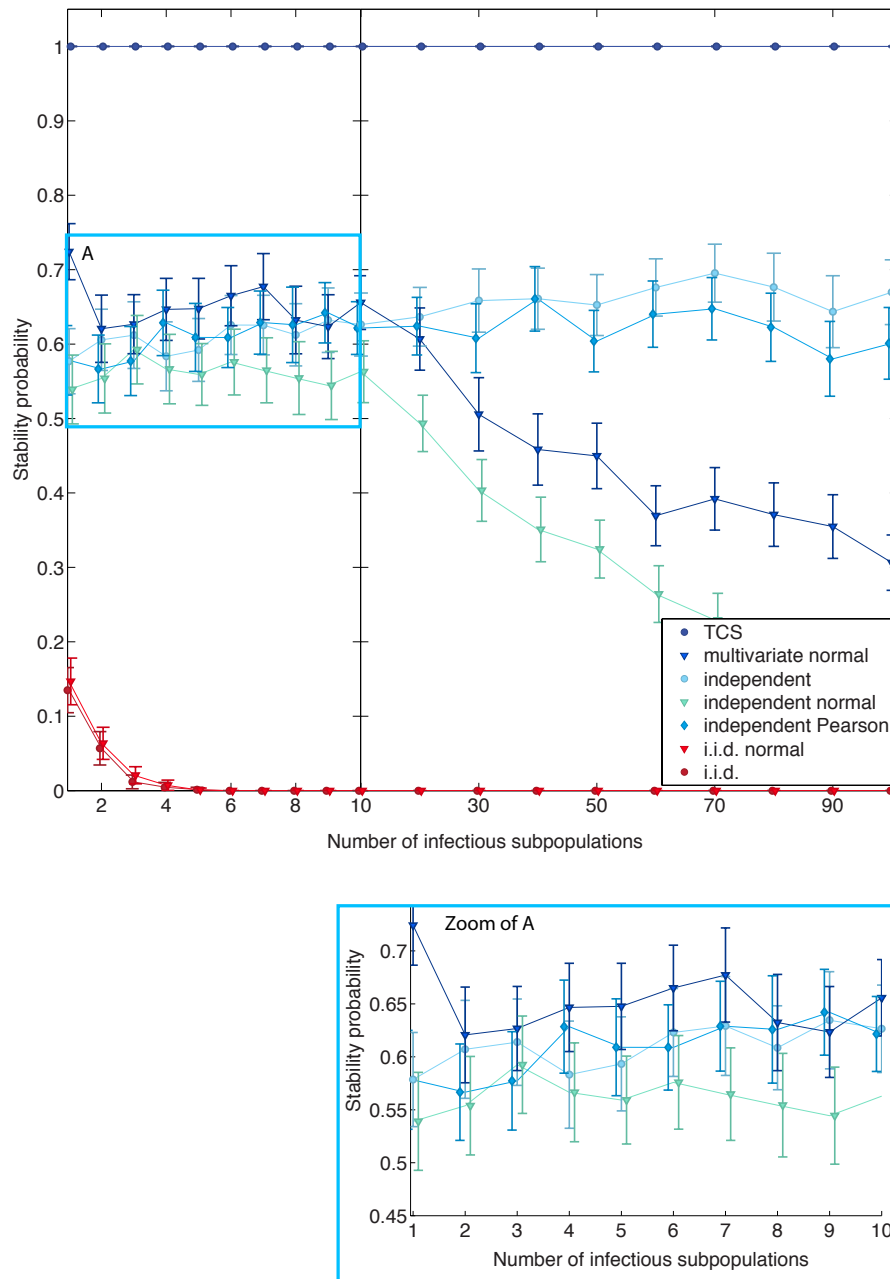 1
0.9
0.8
0.7
0.6
0.5
0.4
0.3
0.2
0.1
0
Stability probability
A
2 4 6 8 10 30 50 70 90
Number of infectious subpopulations
TCS
multivariate normal
independent
independent normal
independent Pearson
i.i.d. normal
i.i.d.
Zoom of A
0.7
0.65
0.6
0.55
0.5
0.45
Stability probability
1 2 3 4 5 6 7 8 9 10
Number of infectious subpopulations